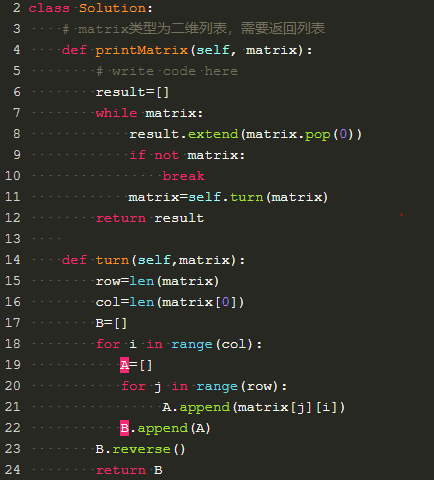 2 class Solution:
3     # matrix类型为二维列表，需要返回列表
4     def printMatrix(self, matrix):
5         # write code here
6         result=[]
7         while matrix:
8             result.extend(matrix.pop(0))
9             if not matrix:
10                 break
11             matrix=self.turn(matrix)
12         return result
13
14     def turn(self,matrix):
15         row=len(matrix)
16         col=len(matrix[0])
17         B=[]
18         for i in range(col):
19            A=[]
20            for j in range(row):
21                 A.append(matrix[j][i])
22            B.append(A)
23         B.reverse()
24         return B